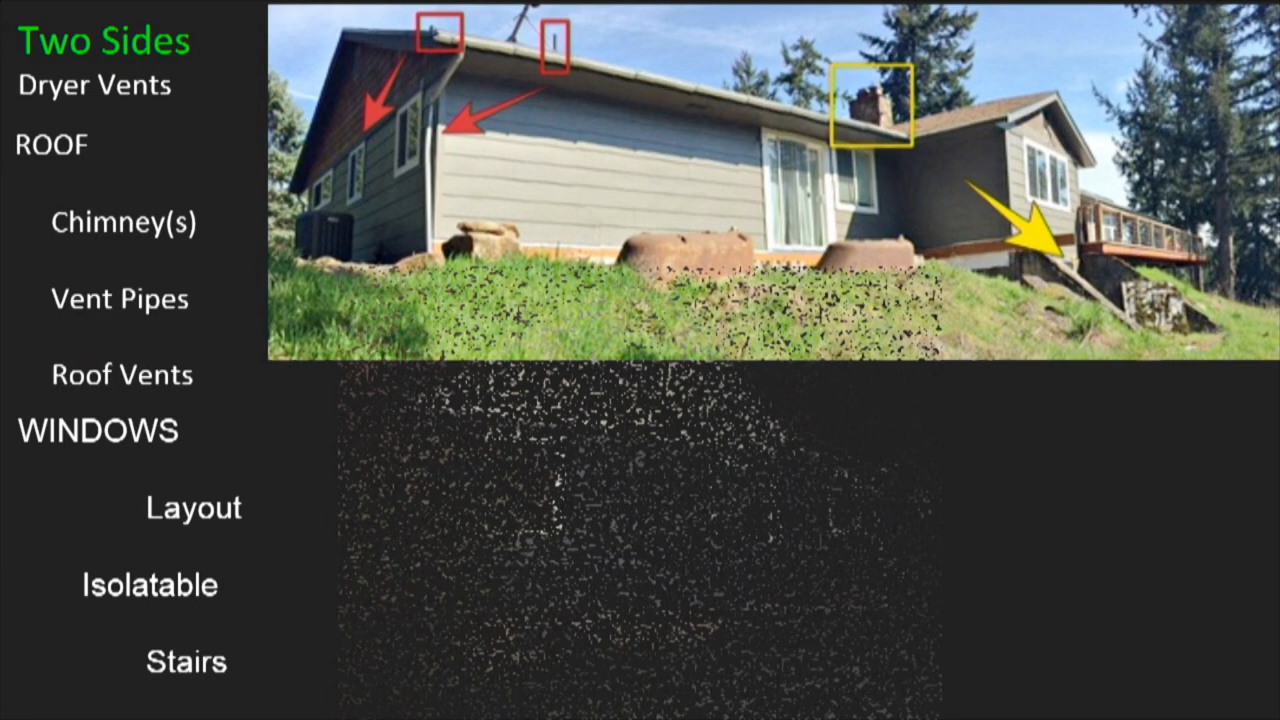 Two Sides
Dryer Vents
ROOF
Chimney(s)
Vent Pipes
Roof Vents
WINDOWS
Layout
Isolatable
Stairs